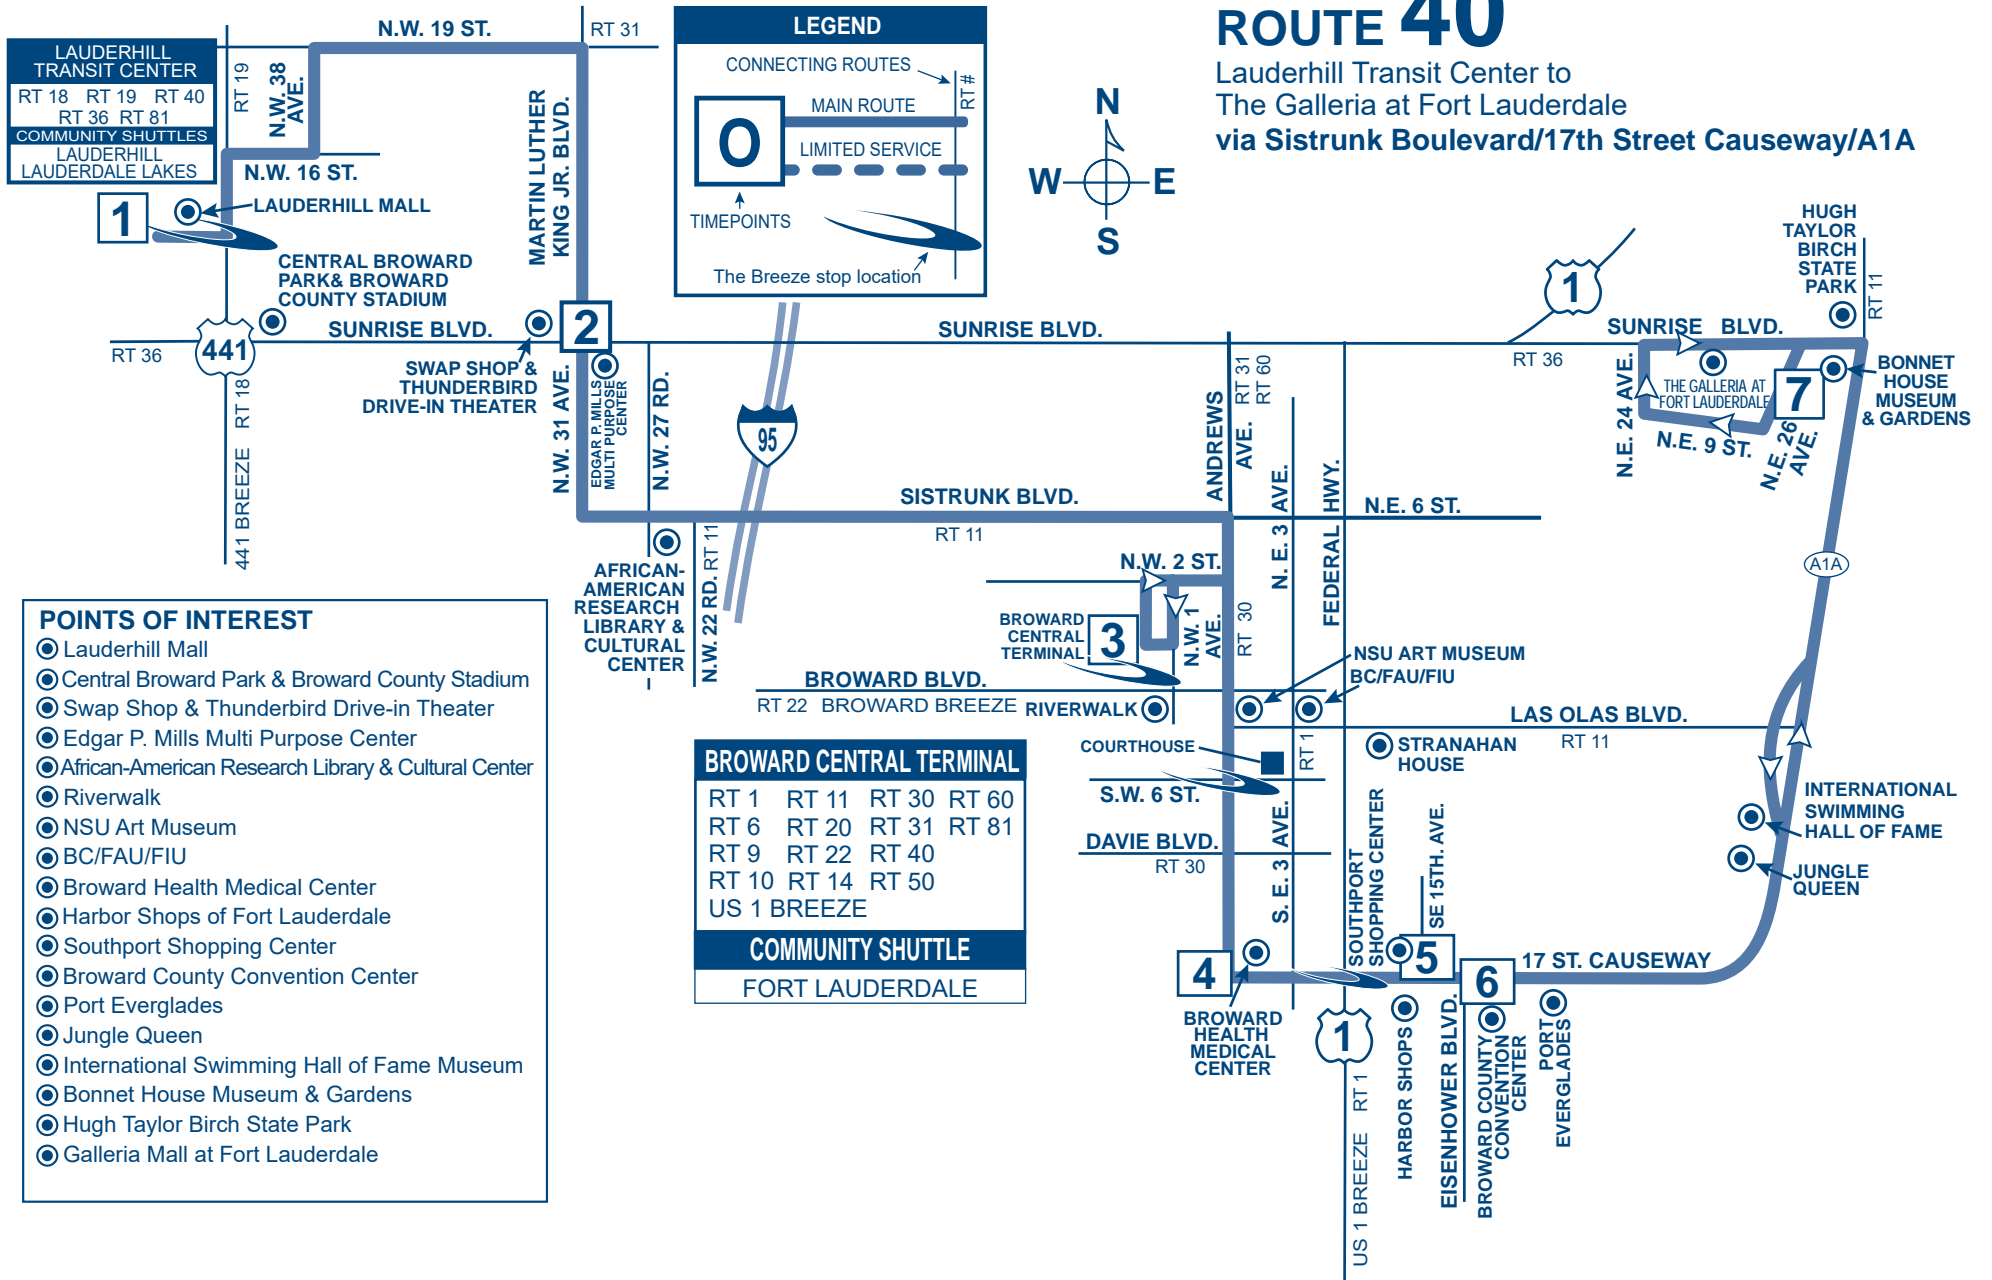 ROUTE 40
Lauderhill Transit Center to
The Galleria at Fort Lauderdale
via Sistrunk Boulevard/17th Street Causeway/A1A
LAUDERHILL
TRANSIT CENTER
RT 18 RT 19 RT 40
RT 36 RT 81
COMMUNITY SHUTTLES
LAUDERHILL
LAUDERDALE LAKES
RT 19
N.W. 38
AVE.
N.W. 19 ST.
RT 31
N.W. 16 ST.
1
LAUDERHILL MALL
MARTIN LUTHER
KING JR. BLVD.
CENTRAL BROWARD
PARK& BROWARD
COUNTY STADIUM
LEGEND
CONNECTING ROUTES
RT #
MAIN ROUTE
O
LIMITED SERVICE
TIMEPOINTS
The Breeze stop location
N
W
E
S
SUNRISE BLVD.
2
SUNRISE BLVD.
RT 36
441
441 BREEZE RT 18
SWAP SHOP &
THUNDERBIRD
DRIVE-IN THEATER
N.W. 31 AVE.
EDGAR P. MILLS
MULTI PURPOSE
CENTER
N.W. 27 RD.
95
SISTRUNK BLVD.
RT 11
AFRICAN-
AMERICAN
RESEARCH
LIBRARY &
CULTURAL
CENTER
N.W. 22 RD. RT 11
ANDREWS
AVE.
RT 31
RT 60
N. E. 3 AVE.
FEDERAL HWY.
N.E. 6 ST.
1
RT 36
HUGH
TAYLOR
BIRCH
STATE
PARK
RT 11
SUNRISE BLVD.
N.E. 24 AVE.
THE GALLERIA AT
FORT LAUDERDALE
7
N.E. 9 ST.
N.E. 26
AVE.
BONNET
HOUSE
MUSEUM
& GARDENS
A1A
N.W. 2 ST.
BROWARD
CENTRAL
TERMINAL
3
N.W. 1
AVE.
RT 30
BROWARD BLVD.
RT 22 BROWARD BREEZE
RIVERWALK
NSU ART MUSEUM
BC/FAU/FIU
LAS OLAS BLVD.
RT 11
COURTHOUSE
RT 1
STRANAHAN
HOUSE
S.W. 6 ST.
DAVIE BLVD.
RT 30
S. E. 3 AVE.
SOUTHPORT
SHOPPING CENTER
SE 15TH. AVE.
INTERNATIONAL
SWIMMING
HALL OF FAME
JUNGLE
QUEEN
4
5
6
17 ST. CAUSEWAY
BROWARD
HEALTH
MEDICAL
CENTER
1
US 1 BREEZE RT 1
HARBOR SHOPS
EISENHOWER BLVD.
BROWARD COUNTY
CONVENTION
CENTER
PORT
EVERGLADES
BROWARD CENTRAL TERMINAL
RT 1 RT 11 RT 30 RT 60
RT 6 RT 20 RT 31 RT 81
RT 9 RT 22 RT 40
RT 10 RT 14 RT 50
US 1 BREEZE
COMMUNITY SHUTTLE
FORT LAUDERDALE
POINTS OF INTEREST
Lauderhill Mall
Central Broward Park & Broward County Stadium
Swap Shop & Thunderbird Drive-in Theater
Edgar P. Mills Multi Purpose Center
African-American Research Library & Cultural Center
Riverwalk
NSU Art Museum
BC/FAU/FIU
Broward Health Medical Center
Harbor Shops of Fort Lauderdale
Southport Shopping Center
Broward County Convention Center
Port Everglades
Jungle Queen
International Swimming Hall of Fame Museum
Bonnet House Museum & Gardens
Hugh Taylor Birch State Park
Galleria Mall at Fort Lauderdale